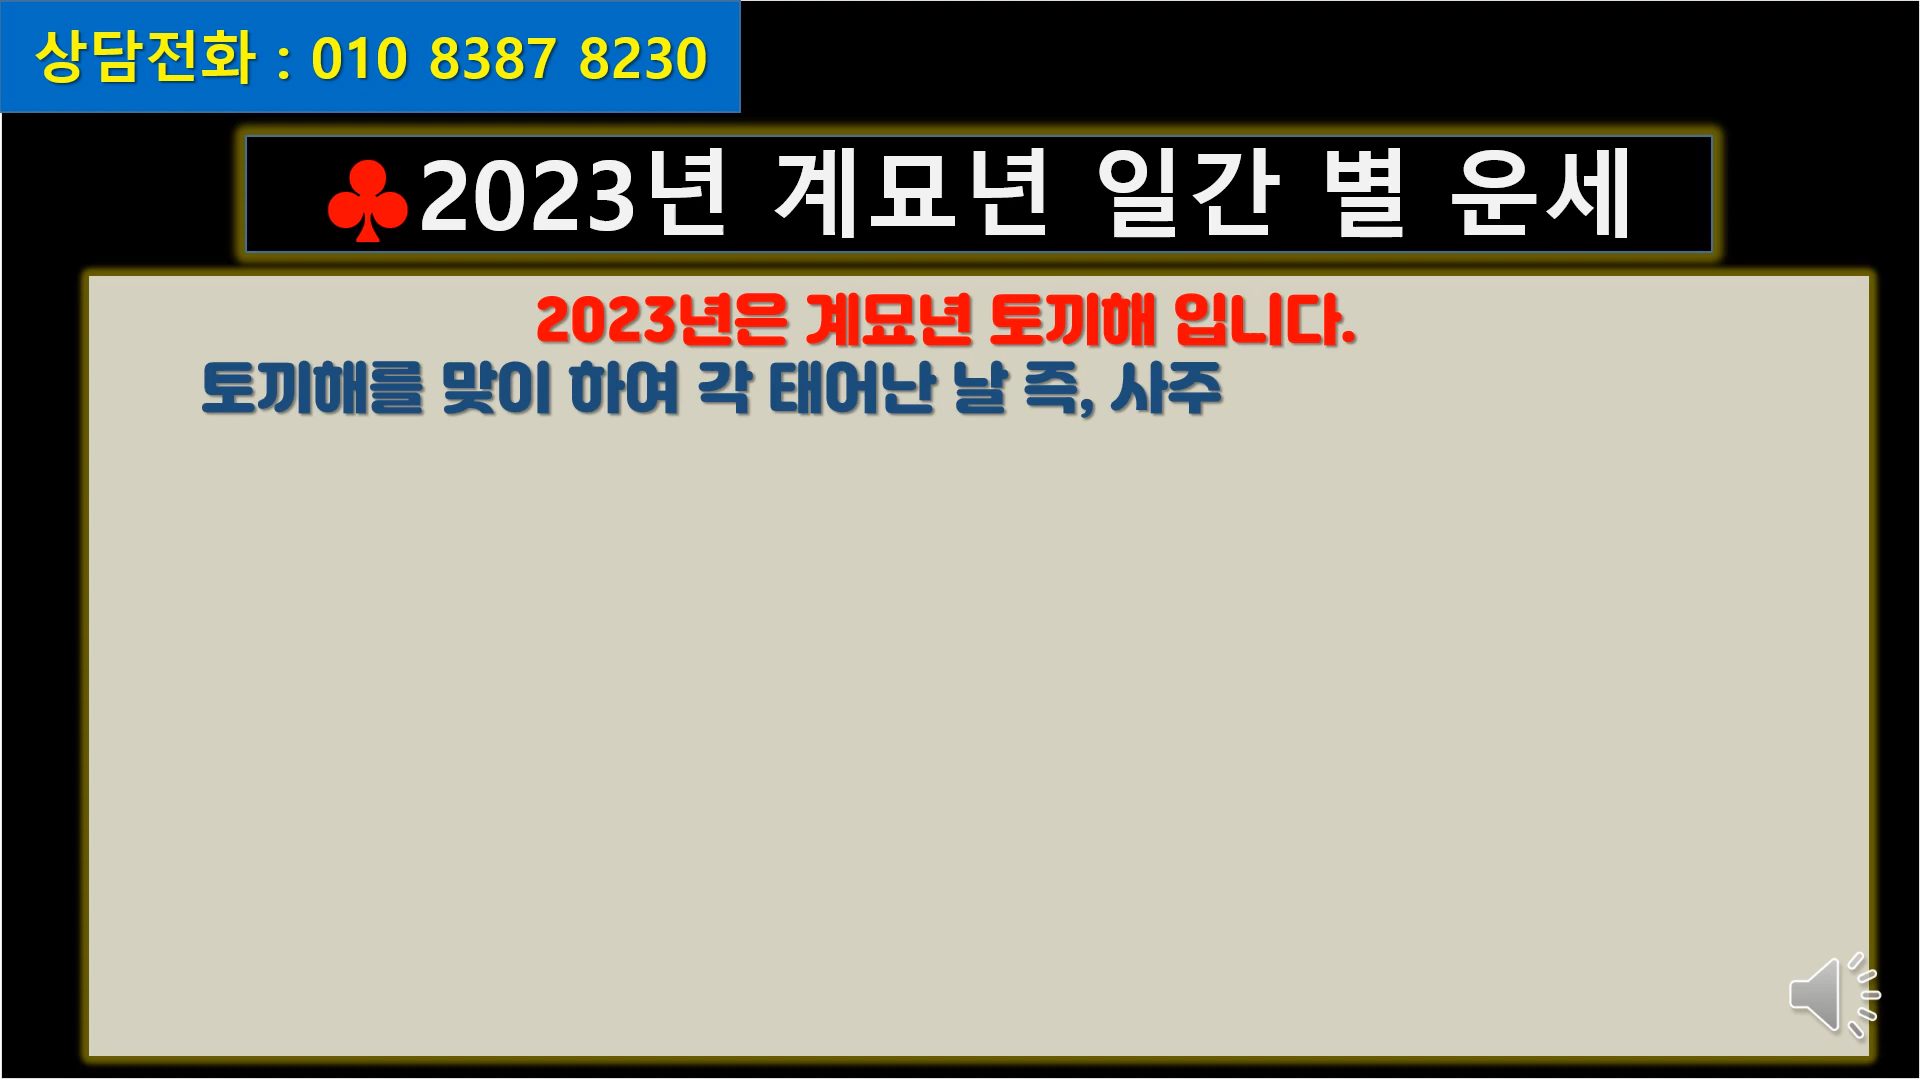 상담전화 : 010 8387 8230
♣2023년 계묘년 일간 별 운세
2023년은 계묘년 토끼해 입니다.
토끼해를 맞이 하여 각 태어난 날 즉, 사주